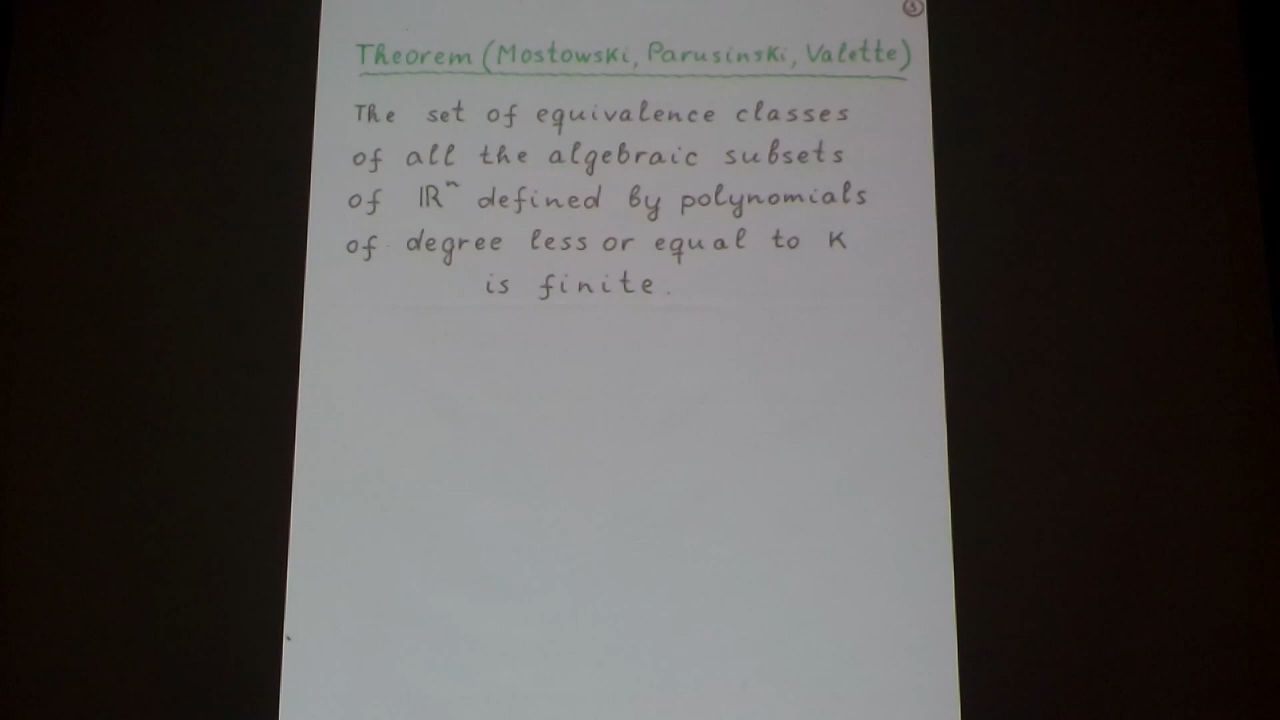 3
Theorem (Mostowski, Parusinski, Valette)
The set of equivalence classes
of all the algebraic subsets
of ℝⁿ defined by polynomials
of degree less or equal to K
is finite.